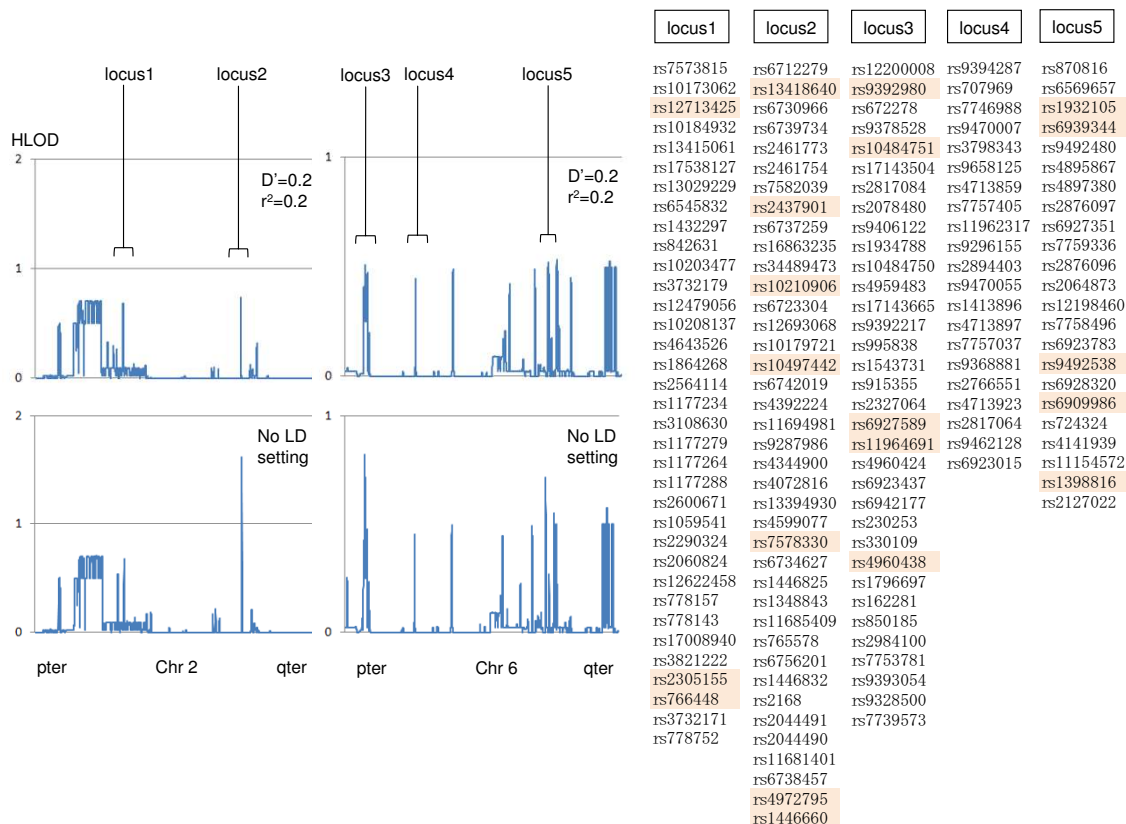 locus1
locus2
HLOD
2
D'=0.2
r²=0.2
1
0
2
No LD
setting
1
0
pter
Chr 2
qter
locus3
locus4
locus5
1
D'=0.2
r²=0.2
0
1
No LD
setting
0
pter
Chr 6
qter
locus1
rs7573815
rs10173062
rs12713425
rs10184932
rs13415061
rs17538127
rs13029229
rs6545832
rs1432297
rs842631
rs10203477
rs3732179
rs12479056
rs10208137
rs4643526
rs1864268
rs2564114
rs1177234
rs3108630
rs1177279
rs1177264
rs1177288
rs2600671
rs1059541
rs2290324
rs2060824
rs12622458
rs778157
rs778143
rs17008940
rs3821222
rs2305155
rs766448
rs3732171
rs778752
locus2
rs6712279
rs13418640
rs6730966
rs6739734
rs2461773
rs2461754
rs7582039
rs2437901
rs6737259
rs16863235
rs34489473
rs10210906
rs6723304
rs12693068
rs10179721
rs10497442
rs6742019
rs4392224
rs11694981
rs9287986
rs4344900
rs4072816
rs13394930
rs4599077
rs7578330
rs6734627
rs1446825
rs1348843
rs11685409
rs765578
rs6756201
rs1446832
rs2168
rs2044491
rs2044490
rs11681401
rs6738457
rs4972795
rs1446660
locus3
rs12200008
rs9392980
rs672278
rs9378528
rs10484751
rs17143504
rs2817084
rs2078480
rs9406122
rs1934788
rs10484750
rs4959483
rs17143665
rs9392217
rs995838
rs1543731
rs915355
rs2327064
rs6927589
rs11964691
rs4960424
rs6923437
rs6942177
rs230253
rs330109
rs4960438
rs1796697
rs162281
rs850185
rs2984100
rs7753781
rs9393054
rs9328500
rs7739573
locus4
rs9394287
rs707969
rs7746988
rs9470007
rs3798343
rs9658125
rs4713859
rs7757405
rs11962317
rs9296155
rs2894403
rs9470055
rs1413896
rs4713897
rs7757037
rs9368881
rs2766551
rs4713923
rs2817064
rs9462128
rs6923015
locus5
rs870816
rs6569657
rs1932105
rs6939344
rs9492480
rs4895867
rs4897380
rs2876097
rs6927351
rs7759336
rs2876096
rs2064873
rs12198460
rs7758496
rs6923783
rs9492538
rs6928320
rs6909986
rs724324
rs4141939
rs11154572
rs1398816
rs2127022